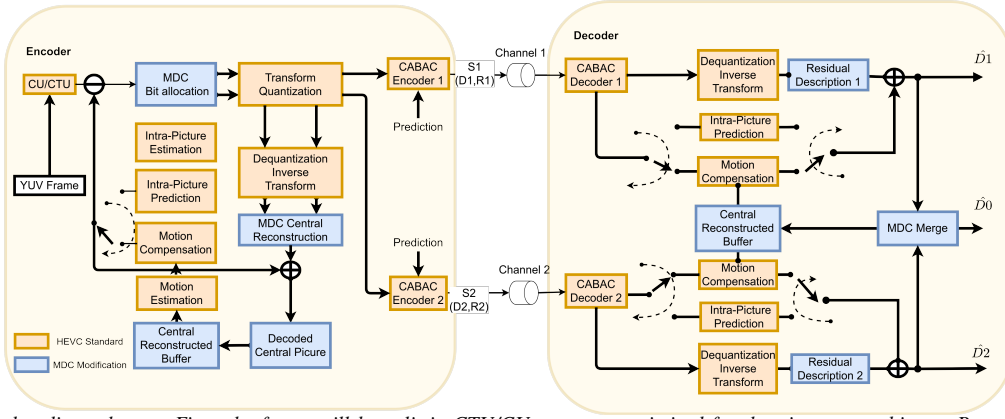 Encoder
CU/CTU
MDC
Bit allocation
Transform
Quantization
CABAC
Encoder 1
S1
(D1,R1)
Channel 1
Prediction
Intra-Picture
Estimation
Intra-Picture
Prediction
Dequantization
Inverse
Transform
YUV Frame
Motion
Compensation
MDC Central
Reconstruction
Motion
Estimation
Prediction
CABAC
Encoder 2
S2
(D2,R2)
Channel 2
HEVC Standard
MDC Modification
Central
Reconstructed
Buffer
Decoded
Central Picure
Decoder
CABAC
Decoder 1
Dequantization
Inverse
Transform
Residual
Description 1
D̂1
Intra-Picture
Prediction
Motion
Compensation
Central
Reconstructed
Buffer
MDC Merge
D̂0
CABAC
Decoder 2
Motion
Compensation
Intra-Picture
Prediction
Dequantization
Inverse
Transform
Residual
Description 2
D̂2